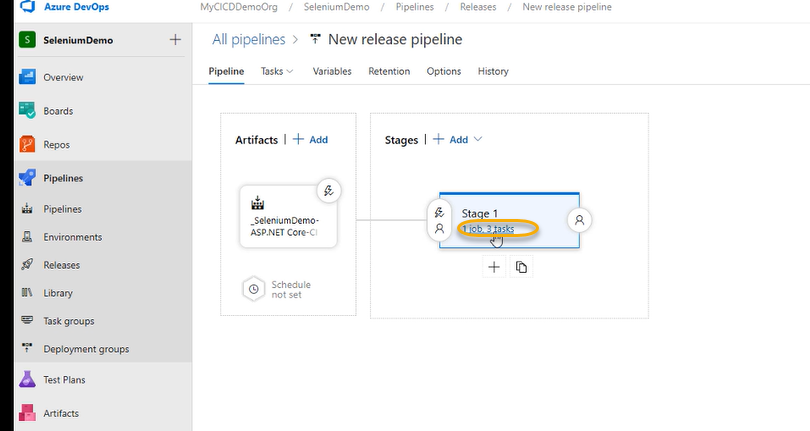 Azure DevOps
MyCICDDemoOrg / SeleniumDemo / Pipelines / Releases / New release pipeline
S SeleniumDemo +
All pipelines > New release pipeline
Overview
Pipeline Tasks Variables Retention Options History
Boards
Artifacts | + Add
Stages | + Add
Repos
Pipelines
_SeleniumDemo-
ASP.NET Core-CI
Stage 1
1 job, 3 tasks
Pipelines
Environments
Releases
Schedule
not set
Library
Task groups
Deployment groups
Test Plans
Artifacts